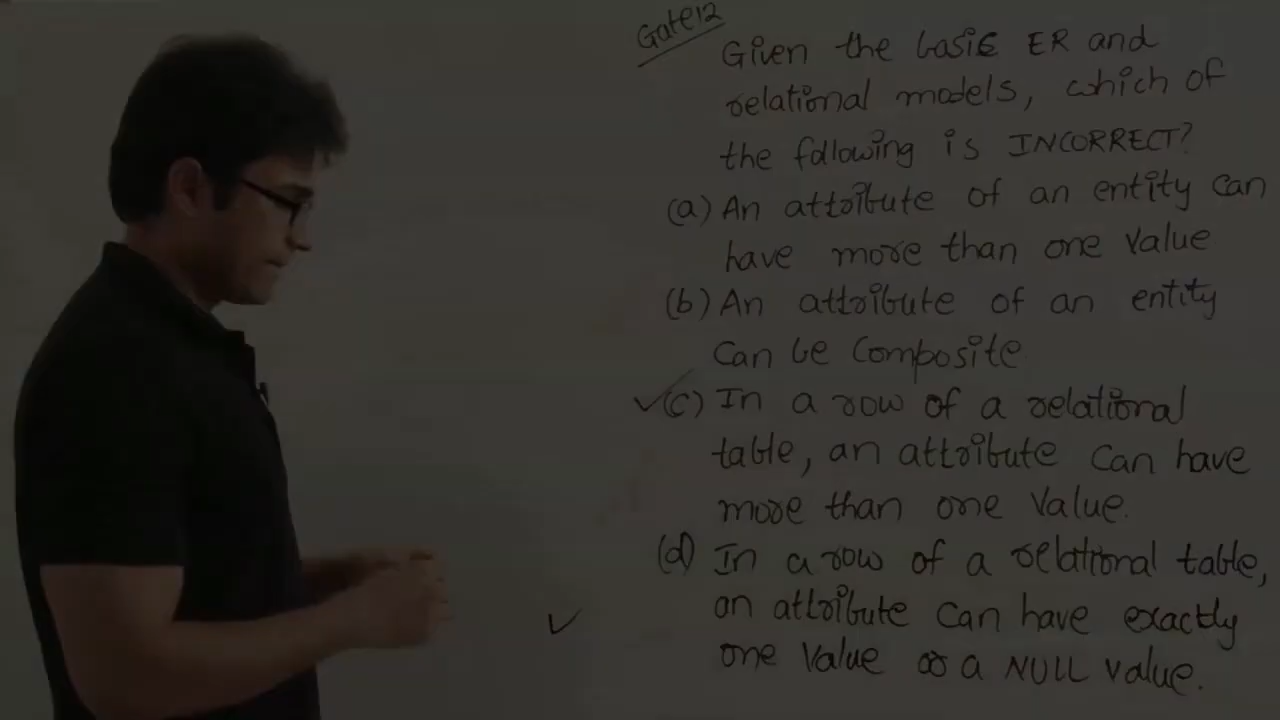 Gate12
Given the basic ER and
relational models, which of
the following is INCORRECT?
(a) An attribute of an entity can
have more than one value
(b) An attribute of an entity
can be composite
✓(c) In a row of a relational
table, an attribute can have
more than one value.
(d) In a row of a relational table,
an attribute can have exactly
one value or a NULL value.